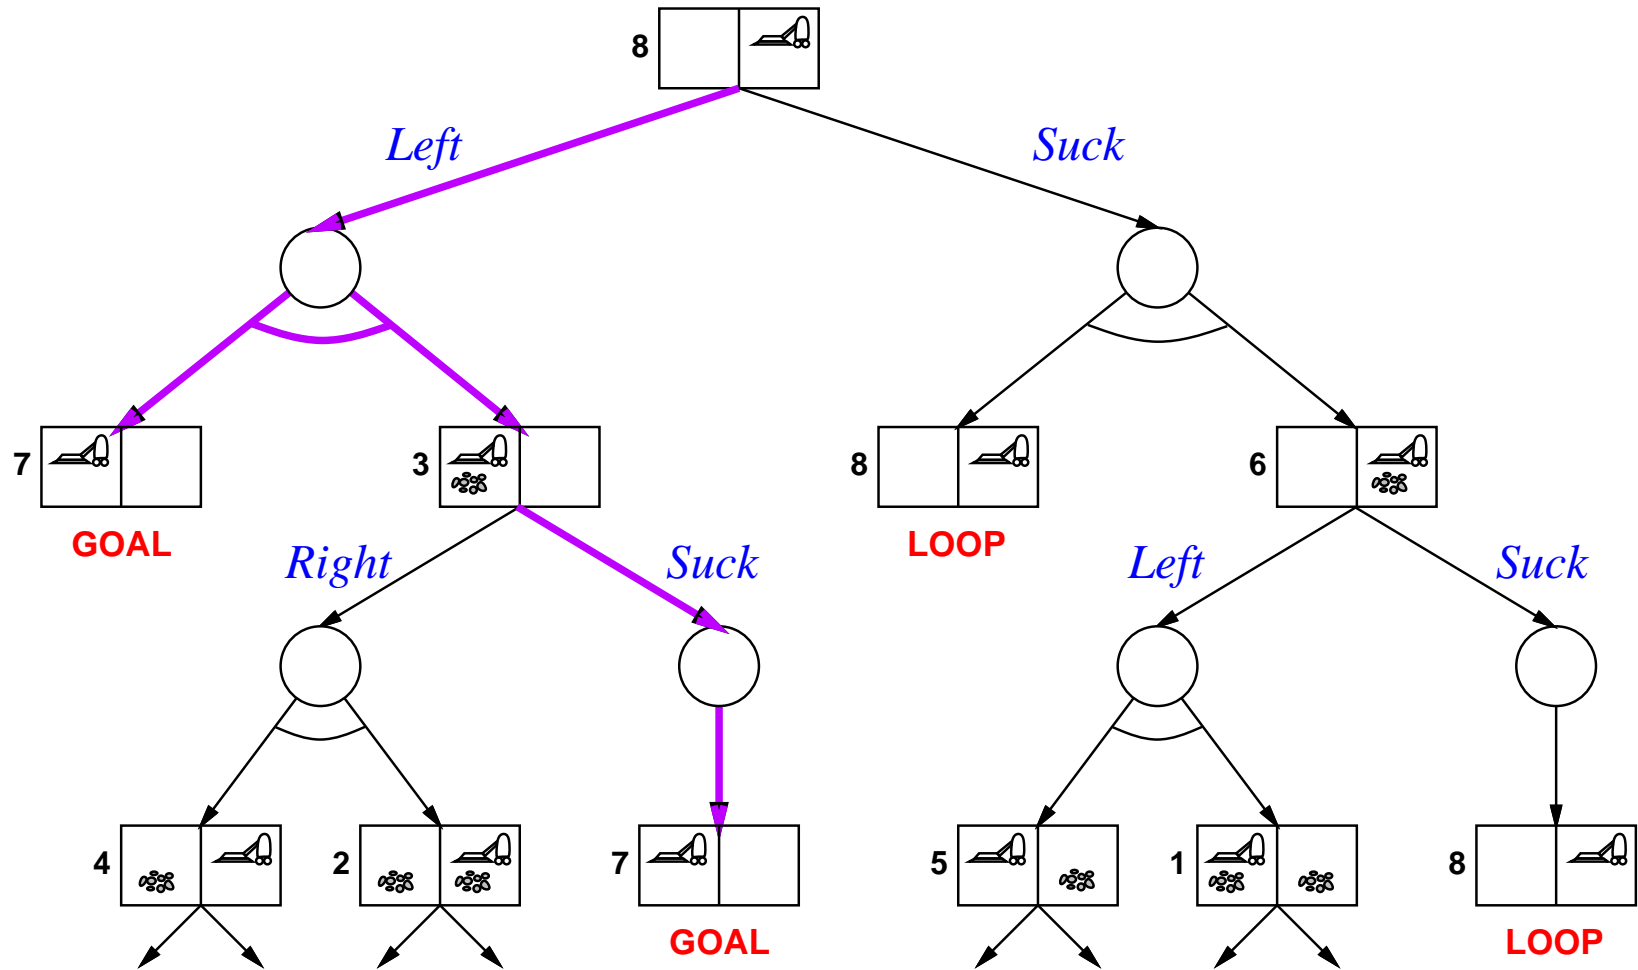 8
Left Suck
7 3 8 6
GOAL LOOP
Right Suck Left Suck
4 2 7 5 1 8
GOAL LOOP